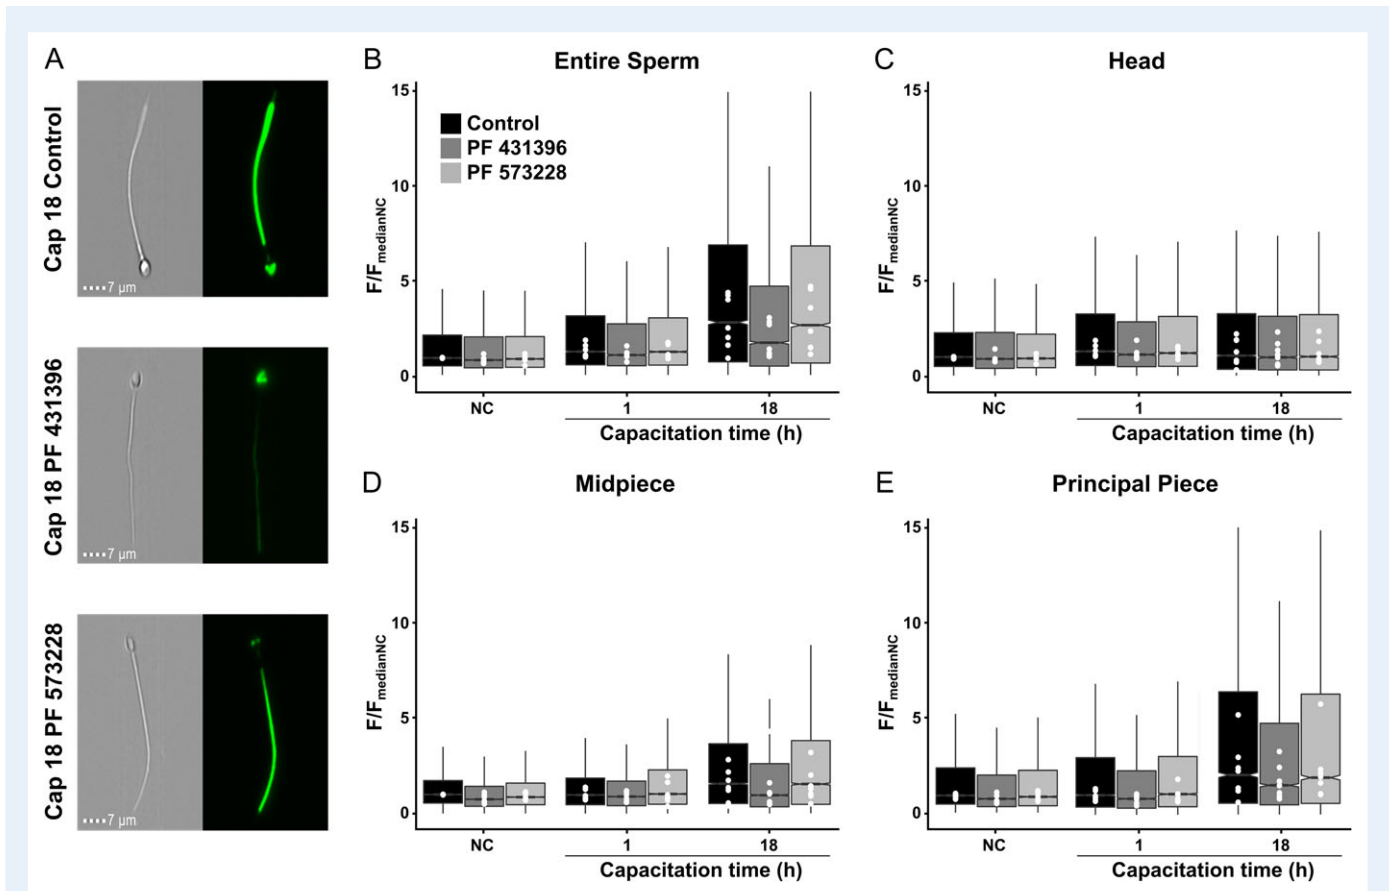 A
Cap 18 Control
7 µm
Cap 18 PF 431396
7 µm
Cap 18 PF 573228
7 µm
B
Entire Sperm
F/FmedianNC
15
10
5
0
Control
PF 431396
PF 573228
NC
1
18
Capacitation time (h)
C
Head
F/FmedianNC
15
10
5
0
NC
1
18
Capacitation time (h)
D
Midpiece
F/FmedianNC
15
10
5
0
NC
1
18
Capacitation time (h)
E
Principal Piece
F/FmedianNC
15
10
5
0
NC
1
18
Capacitation time (h)